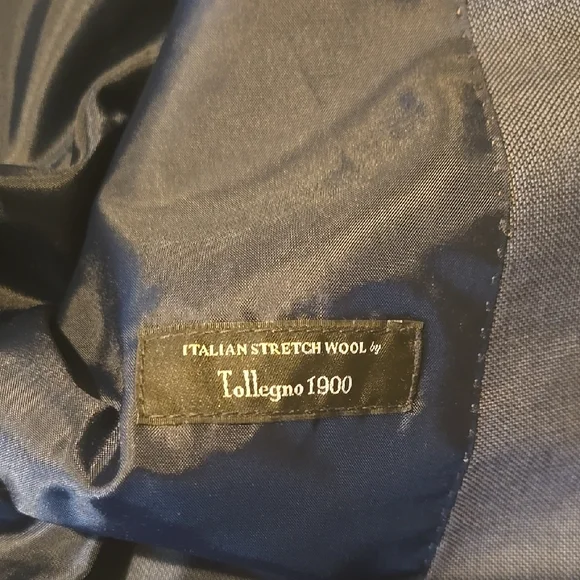 ITALIAN STRETCH WOOL by
Tollegno 1900